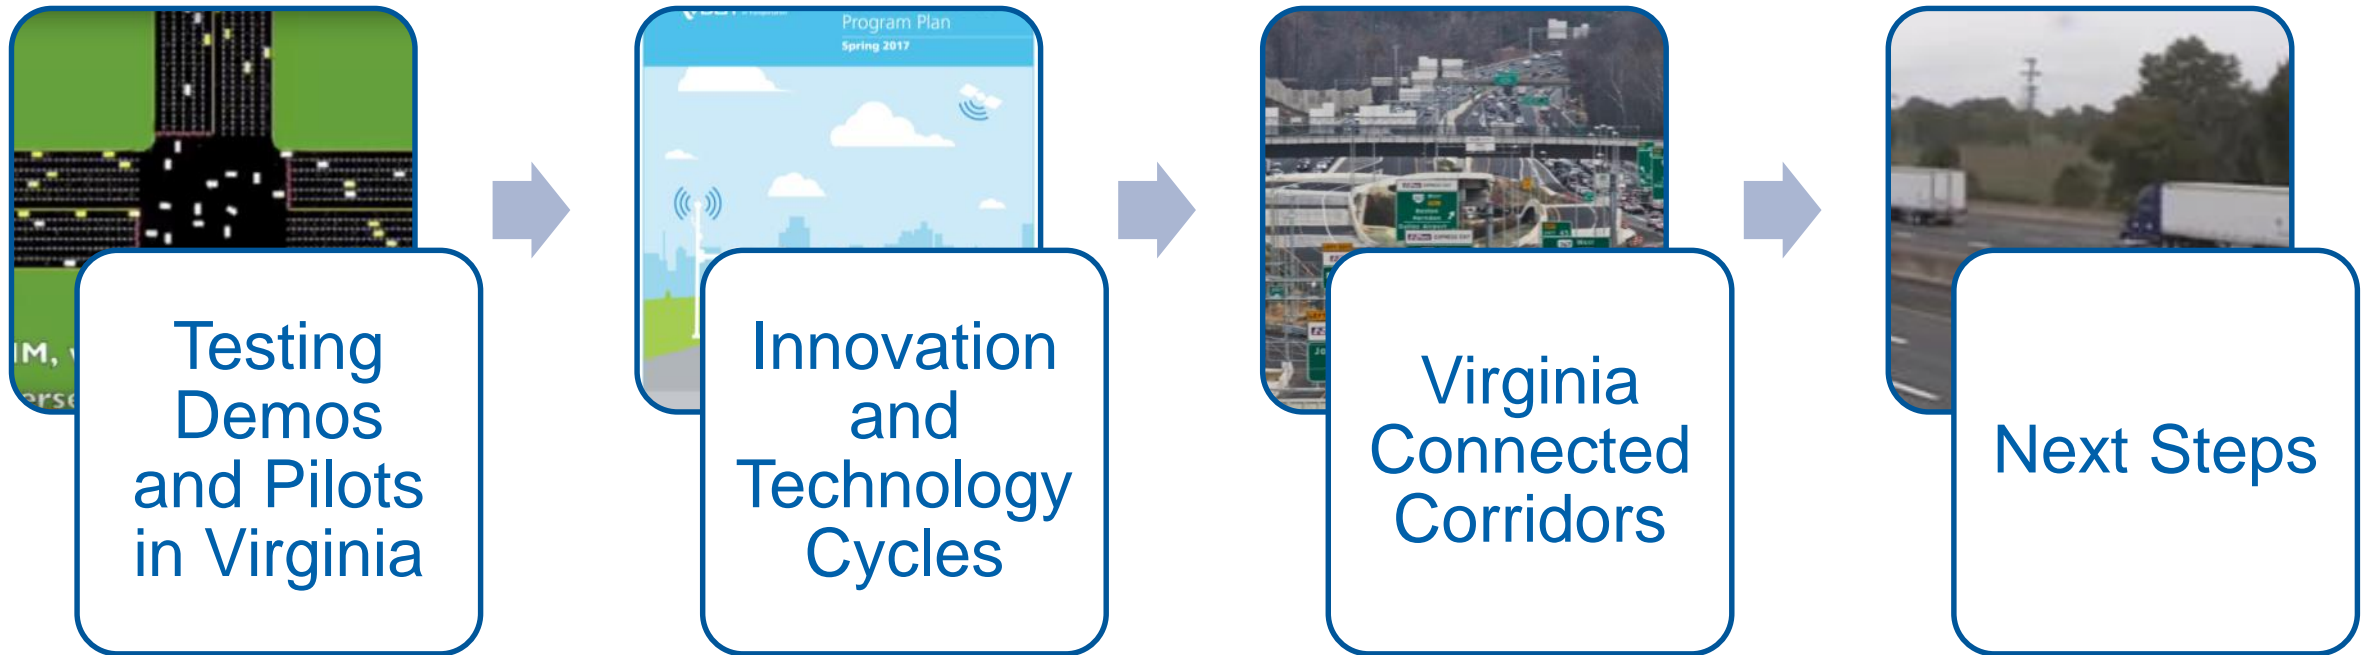 Program Plan
Spring 2017
Testing
Demos
and Pilots
in Virginia
Innovation
and
Technology
Cycles
Virginia
Connected
Corridors
Next Steps